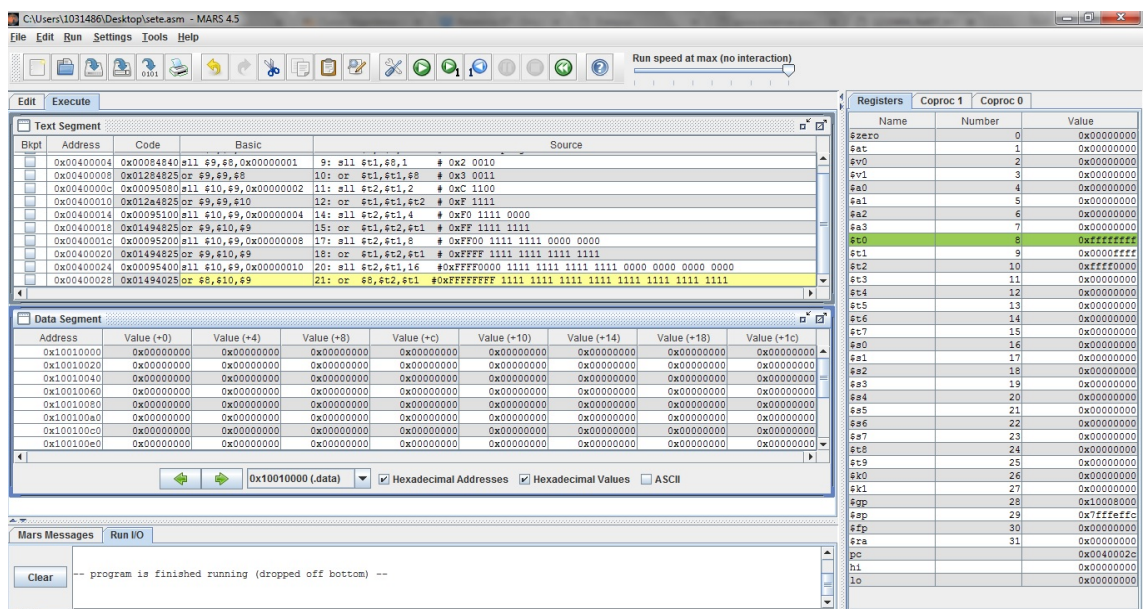 C:\Users\1031486\Desktop\sete.asm - MARS 4.5
File Edit Run Settings Tools Help
Run speed at max (no interaction)
Edit Execute
Text Segment
Bkpt Address Code Basic Source
0x00400004 0x00084840 sll $9,$8,0x00000001 9: sll $t1,$8,1 # 0x2 0010
0x00400008 0x01284825 or $9,$9,$8 10: or $t1,$t1,$8 # 0x3 0011
0x0040000c 0x00095080 sll $10,$9,0x00000002 11: sll $t2,$t1,2 # 0xC 1100
0x00400010 0x012a4825 or $9,$9,$10 12: or $t1,$t1,$t2 # 0xF 1111
0x00400014 0x00095100 sll $10,$9,0x00000004 14: sll $t2,$t1,4 # 0xF0 1111 0000
0x00400018 0x01494825 or $9,$10,$9 15: or $t1,$t2,$t1 # 0xFF 1111 1111
0x0040001c 0x00095200 sll $10,$9,0x00000008 17: sll $t2,$t1,8 # 0xFF00 1111 1111 0000 0000
0x00400020 0x01494825 or $9,$10,$9 18: or $t1,$t2,$t1 # 0xFFFF 1111 1111 1111 1111
0x00400024 0x00095400 sll $10,$9,0x00000010 20: sll $t2,$t1,16 #0xFFFF0000 1111 1111 1111 1111 0000 0000 0000 0000
0x00400028 0x01494025 or $8,$10,$9 21: or $8,$t2,$t1 #0xFFFFFFFF 1111 1111 1111 1111 1111 1111 1111 1111
Data Segment
Address Value (+0) Value (+4) Value (+8) Value (+c) Value (+10) Value (+14) Value (+18) Value (+1c)
0x10010000 0x00000000 0x00000000 0x00000000 0x00000000 0x00000000 0x00000000 0x00000000 0x00000000
0x10010020 0x00000000 0x00000000 0x00000000 0x00000000 0x00000000 0x00000000 0x00000000 0x00000000
0x10010040 0x00000000 0x00000000 0x00000000 0x00000000 0x00000000 0x00000000 0x00000000 0x00000000
0x10010060 0x00000000 0x00000000 0x00000000 0x00000000 0x00000000 0x00000000 0x00000000 0x00000000
0x10010080 0x00000000 0x00000000 0x00000000 0x00000000 0x00000000 0x00000000 0x00000000 0x00000000
0x100100a0 0x00000000 0x00000000 0x00000000 0x00000000 0x00000000 0x00000000 0x00000000 0x00000000
0x100100c0 0x00000000 0x00000000 0x00000000 0x00000000 0x00000000 0x00000000 0x00000000 0x00000000
0x100100e0 0x00000000 0x00000000 0x00000000 0x00000000 0x00000000 0x00000000 0x00000000 0x00000000
0x10010000 (.data) Hexadecimal Addresses Hexadecimal Values ASCII
Mars Messages Run I/O
Clear
-- program is finished running (dropped off bottom) --
Registers Coproc 1 Coproc 0
Name Number Value
$zero 0 0x00000000
$at 1 0x00000000
$v0 2 0x00000000
$v1 3 0x00000000
$a0 4 0x00000000
$a1 5 0x00000000
$a2 6 0x00000000
$a3 7 0x00000000
$t0 8 0xffffffff
$t1 9 0x0000ffff
$t2 10 0xffff0000
$t3 11 0x00000000
$t4 12 0x00000000
$t5 13 0x00000000
$t6 14 0x00000000
$t7 15 0x00000000
$s0 16 0x00000000
$s1 17 0x00000000
$s2 18 0x00000000
$s3 19 0x00000000
$s4 20 0x00000000
$s5 21 0x00000000
$s6 22 0x00000000
$s7 23 0x00000000
$t8 24 0x00000000
$t9 25 0x00000000
$k0 26 0x00000000
$k1 27 0x00000000
$gp 28 0x10008000
$sp 29 0x7fffeffc
$fp 30 0x00000000
$ra 31 0x00000000
pc 0x0040002c
hi 0x00000000
lo 0x00000000